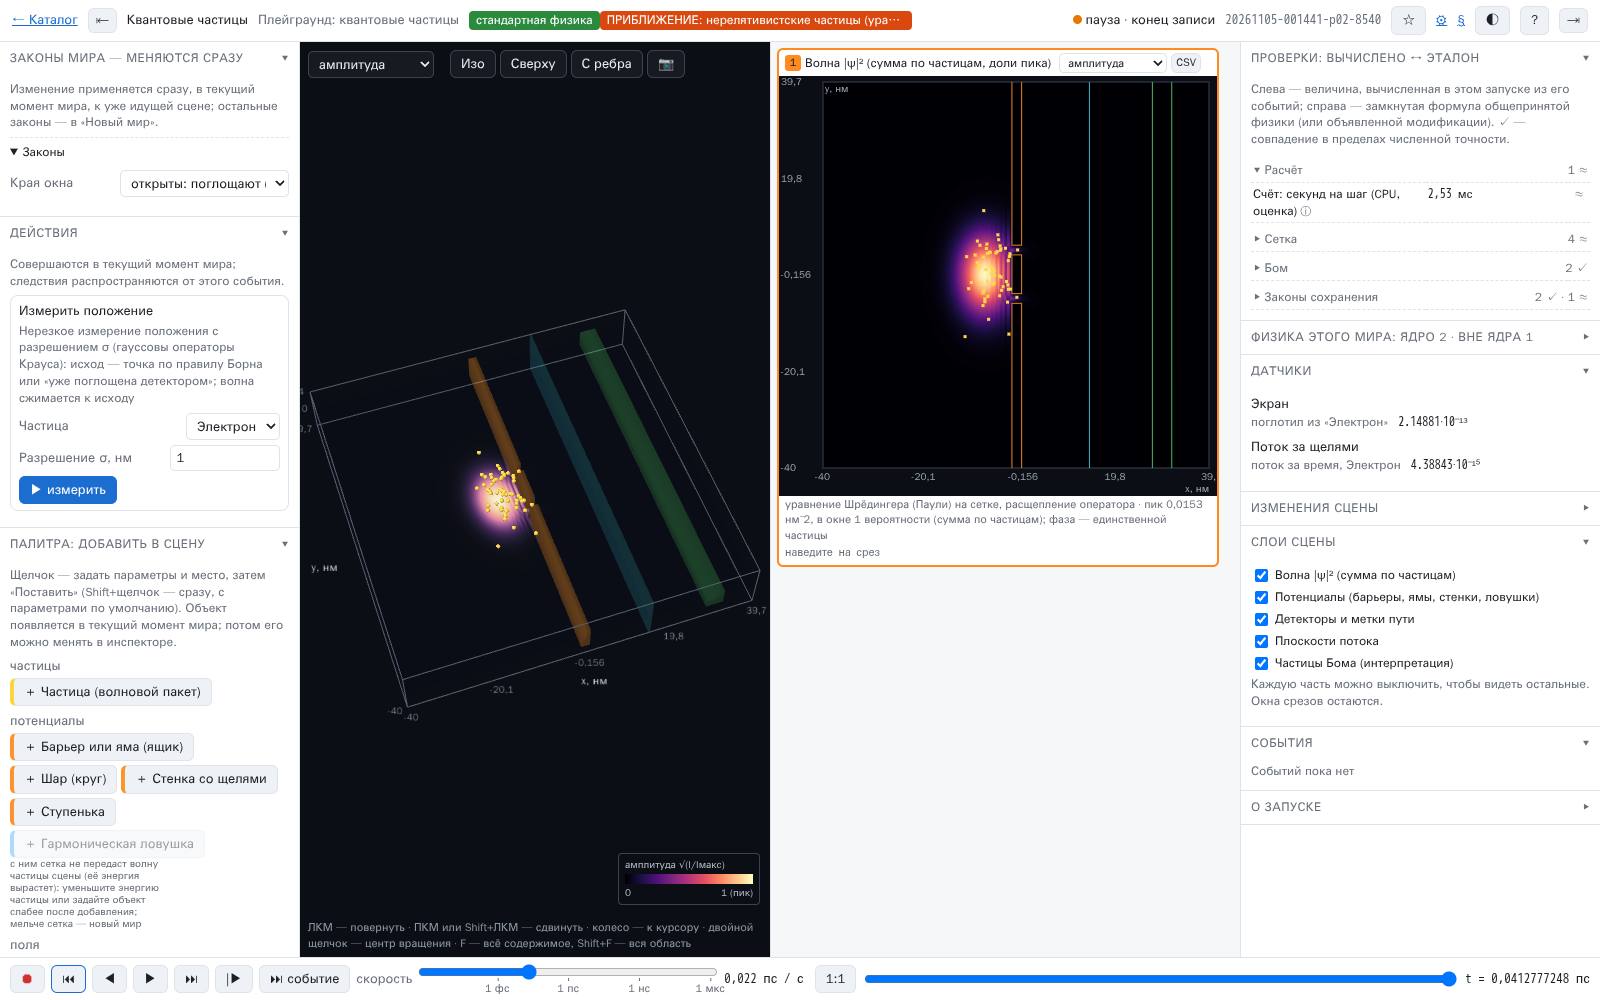 ← Каталог
⇤
Квантовые частицы
Плейграунд: квантовые частицы
стандартная физика
ПРИБЛИЖЕНИЕ: нерелятивистские частицы (ура···
пауза · конец записи
20261105-001441-p02-8540
☆
⚙
§
?
⇥
ЗАКОНЫ МИРА — МЕНЯЮТСЯ СРАЗУ
Изменение применяется сразу, в текущий
момент мира, к уже идущей сцене; остальные
законы — в «Новый мир».
Законы
Края окна
открыты: поглощают
ДЕЙСТВИЯ
Совершаются в текущий момент мира;
следствия распространяются от этого события.
Измерить положение
Нерезкое измерение положения с
разрешением σ (гауссовы операторы
Крауса): исход — точка по правилу Борна
или «уже поглощена детектором»; волна
сжимается к исходу
Частица
Электрон
Разрешение σ, нм
1
▶ измерить
ПАЛИТРА: ДОБАВИТЬ В СЦЕНУ
Щелчок — задать параметры и место, затем
«Поставить» (Shift+щелчок — сразу, с
параметрами по умолчанию). Объект
появляется в текущий момент мира; потом его
можно менять в инспекторе.
частицы
+ Частица (волновой пакет)
потенциалы
+ Барьер или яма (ящик)
+ Шар (круг)
+ Стенка со щелями
+ Ступенька
+ Гармоническая ловушка
с ним сетка не передаст волну
частицы сцены (её энергия
вырастет): уменьшите энергию
частицы или задайте объект
слабее после добавления;
мельче сетка — новый мир
поля
амплитуда
Изо
Сверху
С ребра
y, нм
39,7
19,8
-0,156
x, нм
-20,1
-40
-40
амплитуда √(I/Iмакс)
0
1 (пик)
ЛКМ — повернуть · ПКМ или Shift+ЛКМ — сдвинуть · колесо — к курсору · двойной
щелчок — центр вращения · F — всё содержимое, Shift+F — вся область
1
Волна |ψ|² (сумма по частицам, доли пика)
амплитуда
CSV
39,7
y, нм
19,8
-0,156
-20,1
-40
-40
-20,1
-0,156
19,8
39,
x, нм
уравнение Шрёдингера (Паули) на сетке, расщепление оператора · пик 0,0153
нм⁻2, в окне 1 вероятности (сумма по частицам); фаза — единственной
частицы
наведите на срез
ПРОВЕРКИ: ВЫЧИСЛЕНО ↔ ЭТАЛОН
Слева — величина, вычисленная в этом запуске из его
событий; справа — замкнутая формула общепринятой
физики (или объявленной модификации). ✓ —
совпадение в пределах численной точности.
Расчёт
1 ≈
Счёт: секунд на шаг (CPU,
оценка) ⓘ
2,53 мс
≈
Сетка
4 ≈
Бом
2 ✓
Законы сохранения
2 ✓ · 1 ≈
ФИЗИКА ЭТОГО МИРА: ЯДРО 2 · ВНЕ ЯДРА 1
ДАТЧИКИ
Экран
поглотил из «Электрон» 2.14881·10⁻¹³
Поток за щелями
поток за время, Электрон 4.38843·10⁻¹⁵
ИЗМЕНЕНИЯ СЦЕНЫ
СЛОИ СЦЕНЫ
Волна |ψ|² (сумма по частицам)
Потенциалы (барьеры, ямы, стенки, ловушки)
Детекторы и метки пути
Плоскости потока
Частицы Бома (интерпретация)
Каждую часть можно выключить, чтобы видеть остальные.
Окна срезов остаются.
СОБЫТИЯ
Событий пока нет
О ЗАПУСКЕ
⏭ событие
скорость
1 фс
1 пс
1 нс
1 мкс
0,022 пс / с
1:1
t = 0,0412777248 пс